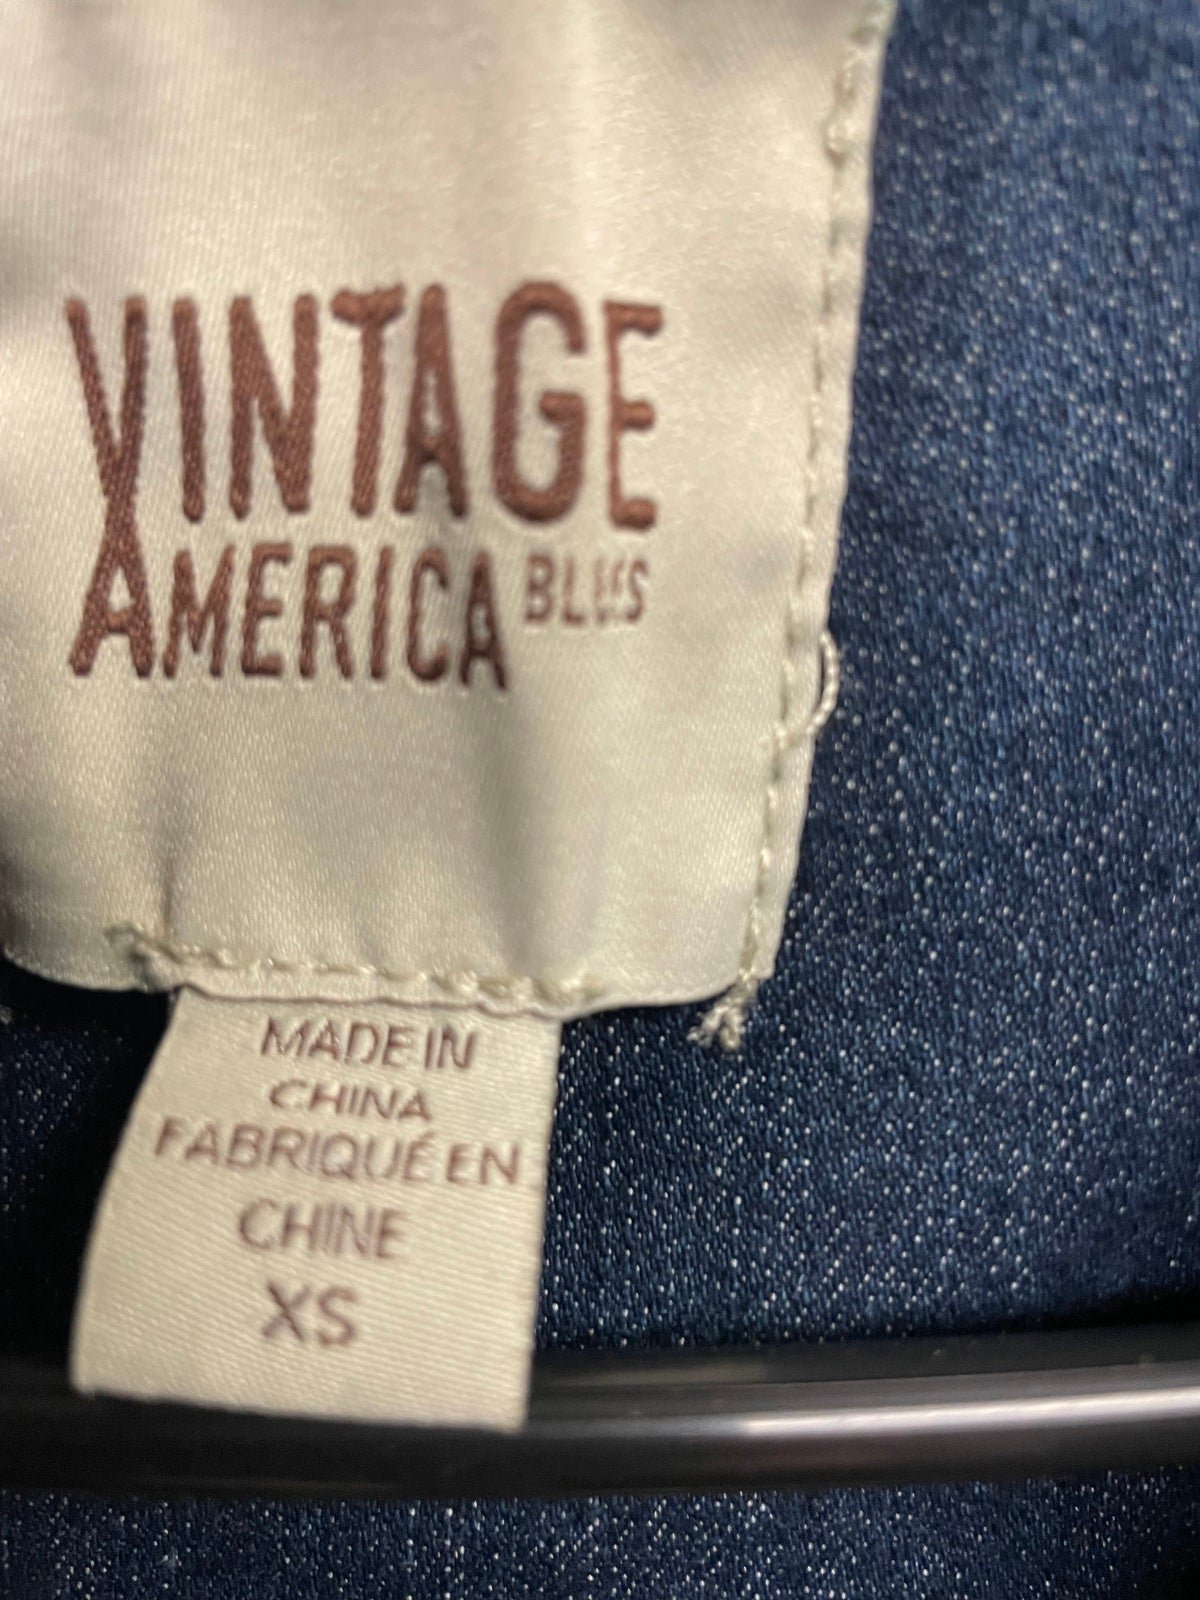 VINTAGE
AMERICA BLUES
MADE IN
CHINA
FABRIQUÉ EN
CHINE
XS